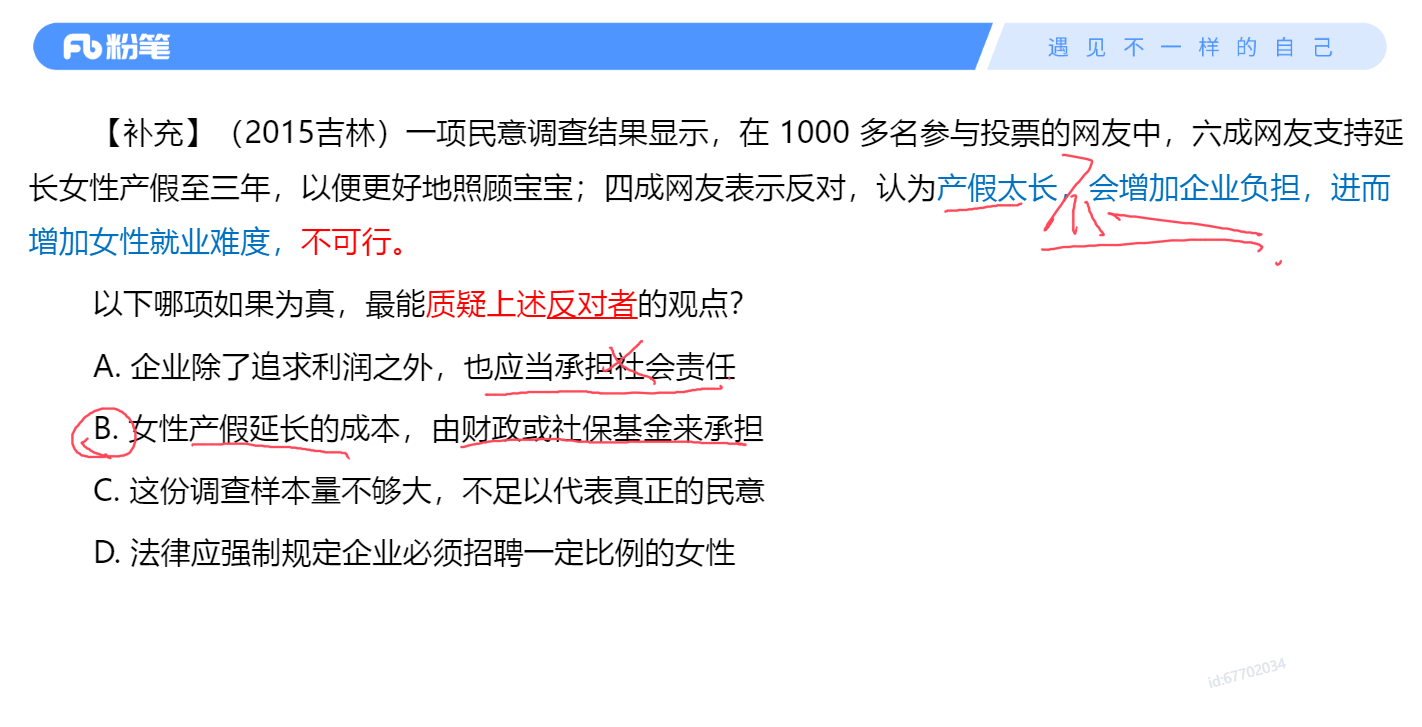 粉笔
遇见不一样的自己
【补充】（2015吉林）一项民意调查结果显示，在 1000 多名参与投票的网友中，六成网友支持延
长女性产假至三年，以便更好地照顾宝宝；四成网友表示反对，认为产假太长，会增加企业负担，进而
增加女性就业难度，不可行。
以下哪项如果为真，最能质疑上述反对者的观点？
A. 企业除了追求利润之外，也应当承担社会责任
B. 女性产假延长的成本，由财政或社保基金来承担
C. 这份调查样本量不够大，不足以代表真正的民意
D. 法律应强制规定企业必须招聘一定比例的女性
id:67702034